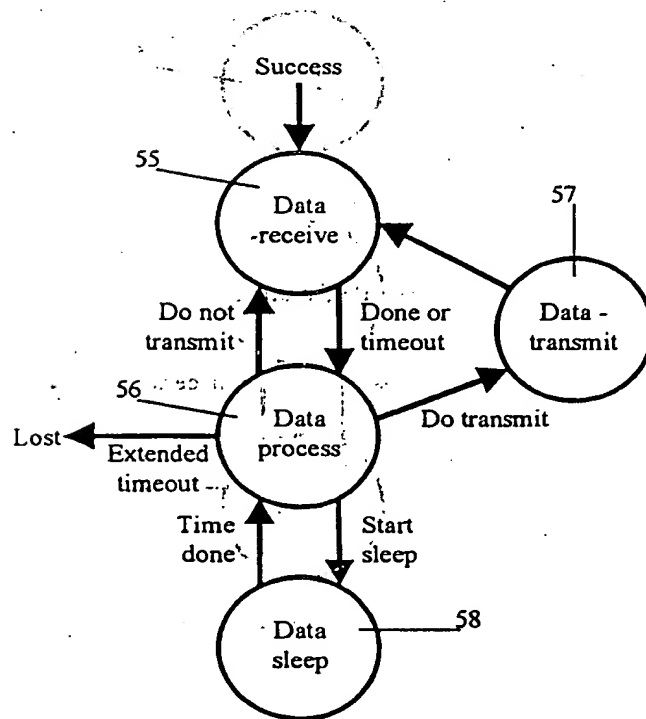 Success
55
Data
-receive
57
Data -
transmit
Do not
transmit
Done or
timeout
56
Data
process
Do transmit
Lost
Extended
timeout
Time
done
Start
sleep
Data
sleep
58